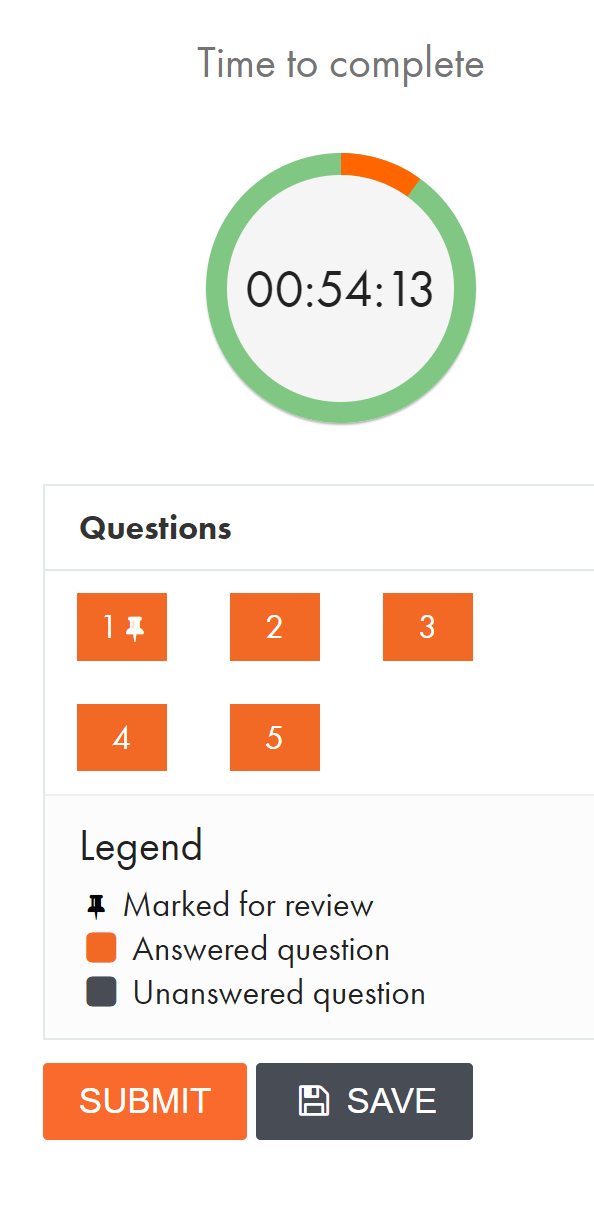 Time to complete
00:54:13
Questions
1 2 3
4 5
Legend
Marked for review
Answered question
Unanswered question
SUBMIT SAVE